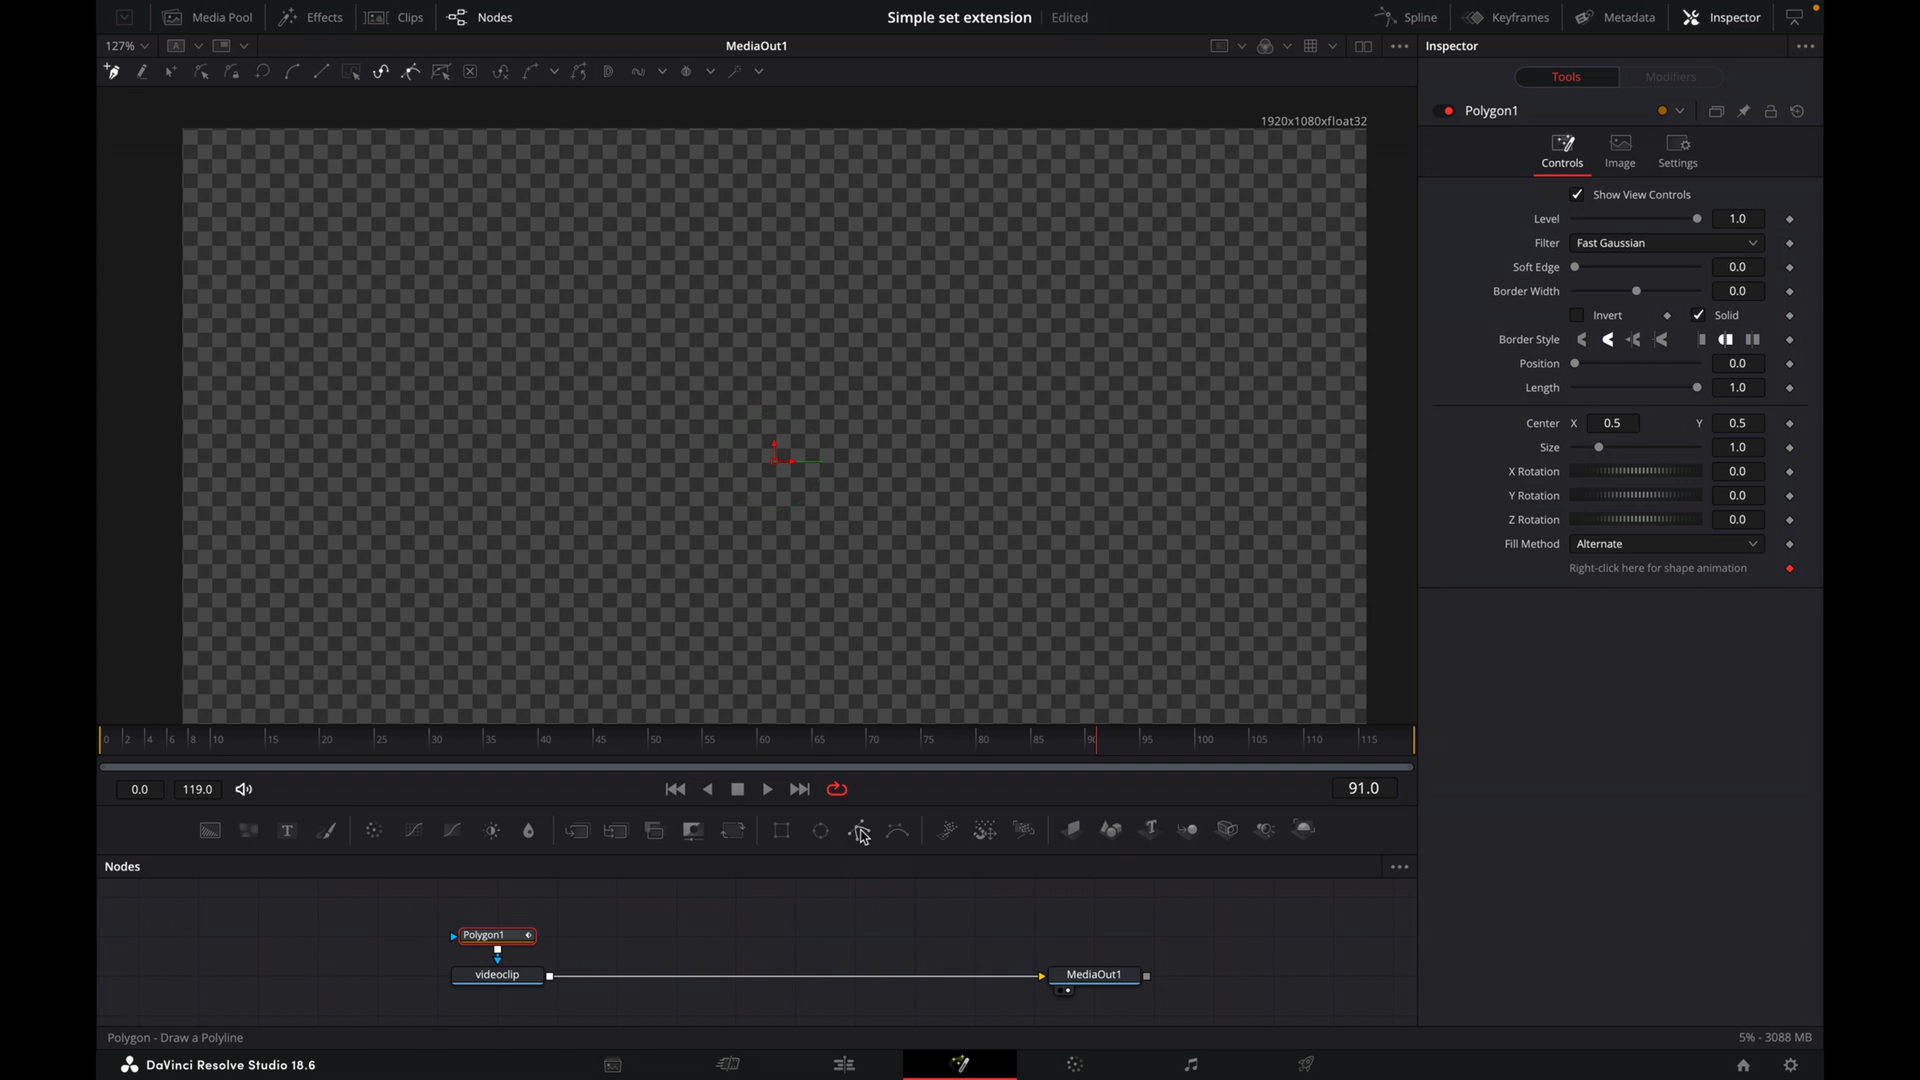 Media Pool Effects Clips Nodes Simple set extension Edited Spline Keyframes Metadata Inspector
127% A MediaOut1 Inspector
Tools Modifiers
Polygon1
1920x1080xfloat32
Controls Image Settings
Show View Controls
Level 1.0
Filter Fast Gaussian
Soft Edge 0.0
Border Width 0.0
Invert Solid
Border Style
Position 0.0
Length 1.0
Center X 0.5 Y 0.5
Size 1.0
X Rotation 0.0
Y Rotation 0.0
Z Rotation 0.0
Fill Method Alternate
Right-click here for shape animation
0 2 4 6 8 10 15 20 25 30 35 40 45 50 55 60 65 70 75 80 85 90 95 100 105 110 115
0.0 119.0 91.0
Nodes
Polygon1
videoclip MediaOut1
Polygon - Draw a Polyline 5% - 3088 MB
DaVinci Resolve Studio 18.6